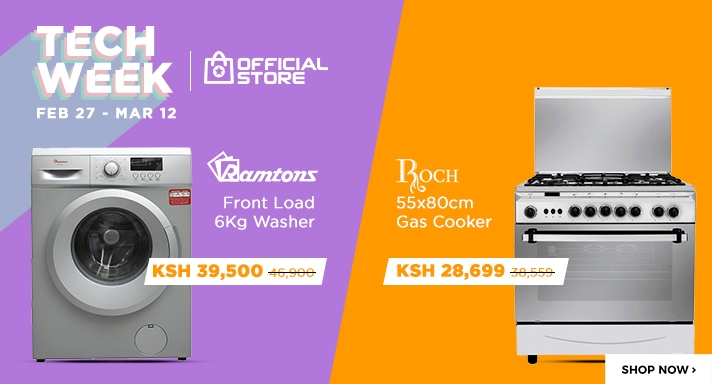 TECH
WEEK
FEB 27 - MAR 12
OFFICIAL
STORE
Ramtons
Front Load
6Kg Washer
KSH 39,500 46,900
ROCH
55x80cm
Gas Cooker
KSH 28,699 38,559
SHOP NOW ›
Ramtons